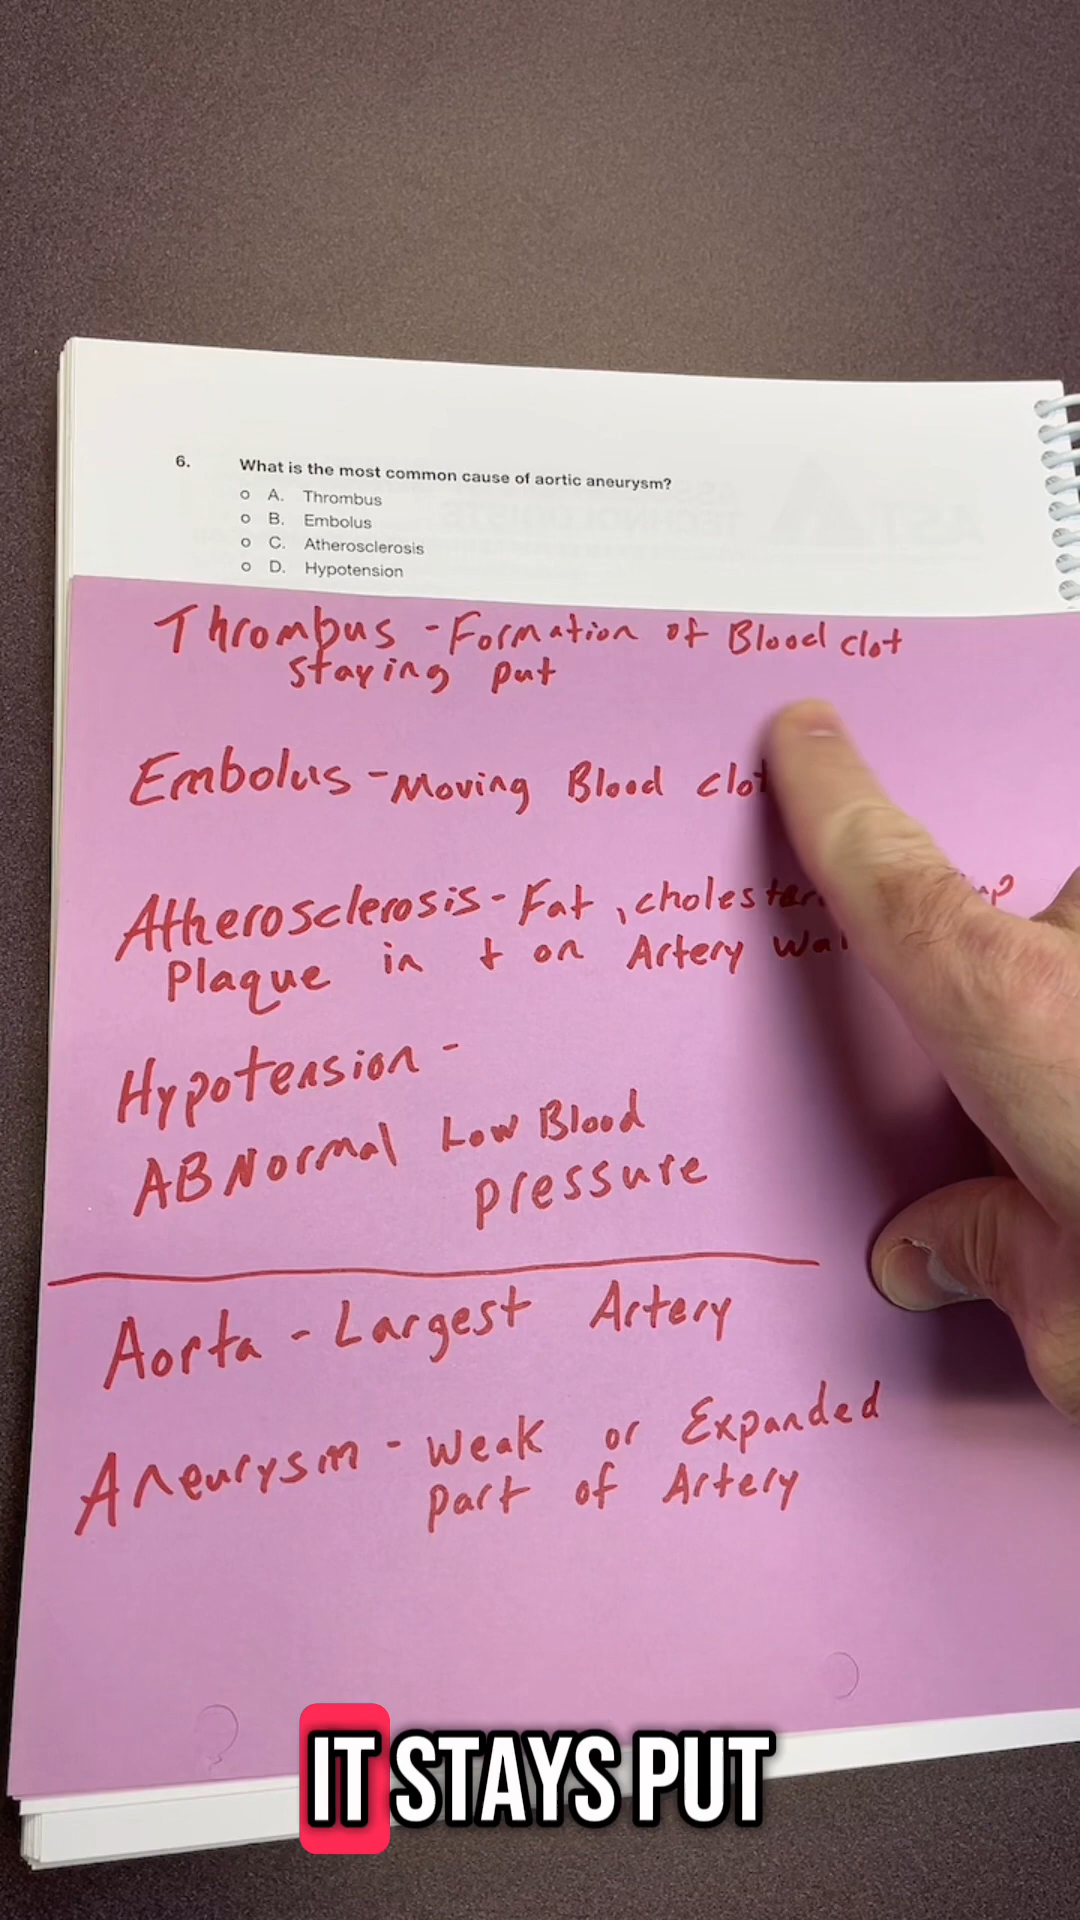 6. What is the most common cause of aortic aneurysm?
o A. Thrombus
o B. Embolus
o C. Atherosclerosis
o D. Hypotension
Thrombus - Formation of Blood clot
staying put
Embolus - Moving Blood clot
Atherosclerosis - Fat, choles
Plaque in + on Artery
Hypotension -
ABNormal Low Blood
pressure
Aorta - Largest Artery
Aneurysm - weak or Expanded
part of Artery
IT STAYS PUT